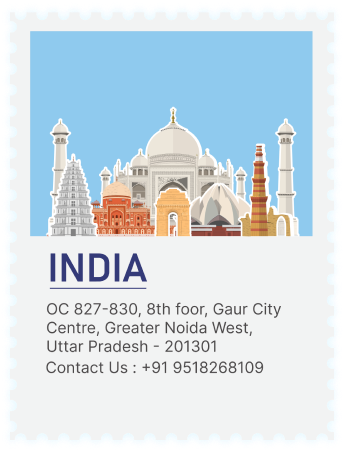 INDIA
OC 827-830, 8th foor, Gaur City
Centre, Greater Noida West,
Uttar Pradesh - 201301
Contact Us : +91 9518268109